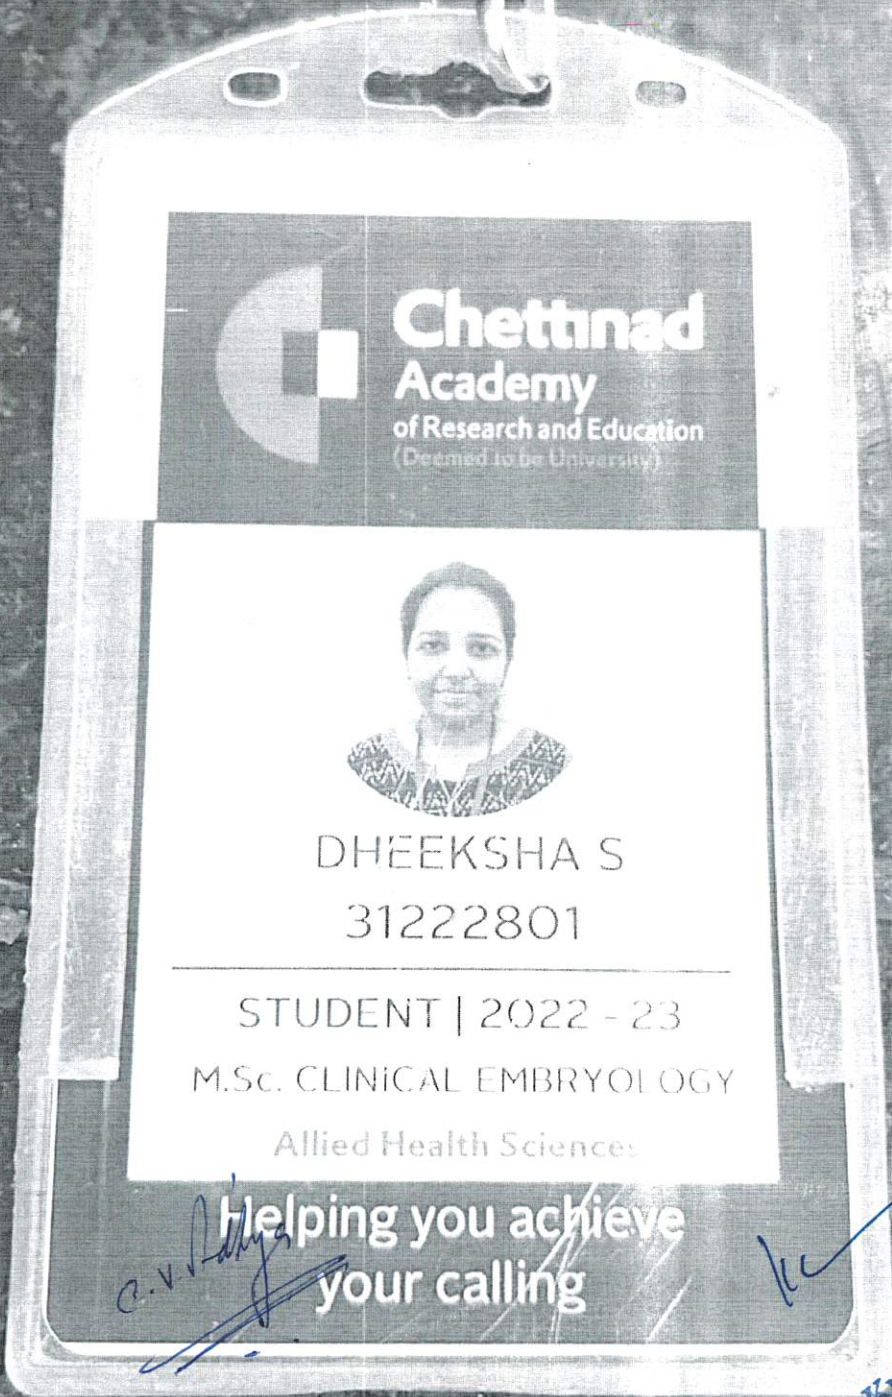 Chettinad
Academy
of Research and Education
(Deemed to be University)
DHEEKSHA S
31222801
STUDENT | 2022 - 23
M.Sc. CLINICAL EMBRYOLOGY
Allied Health Sciences
Helping you achieve
your calling